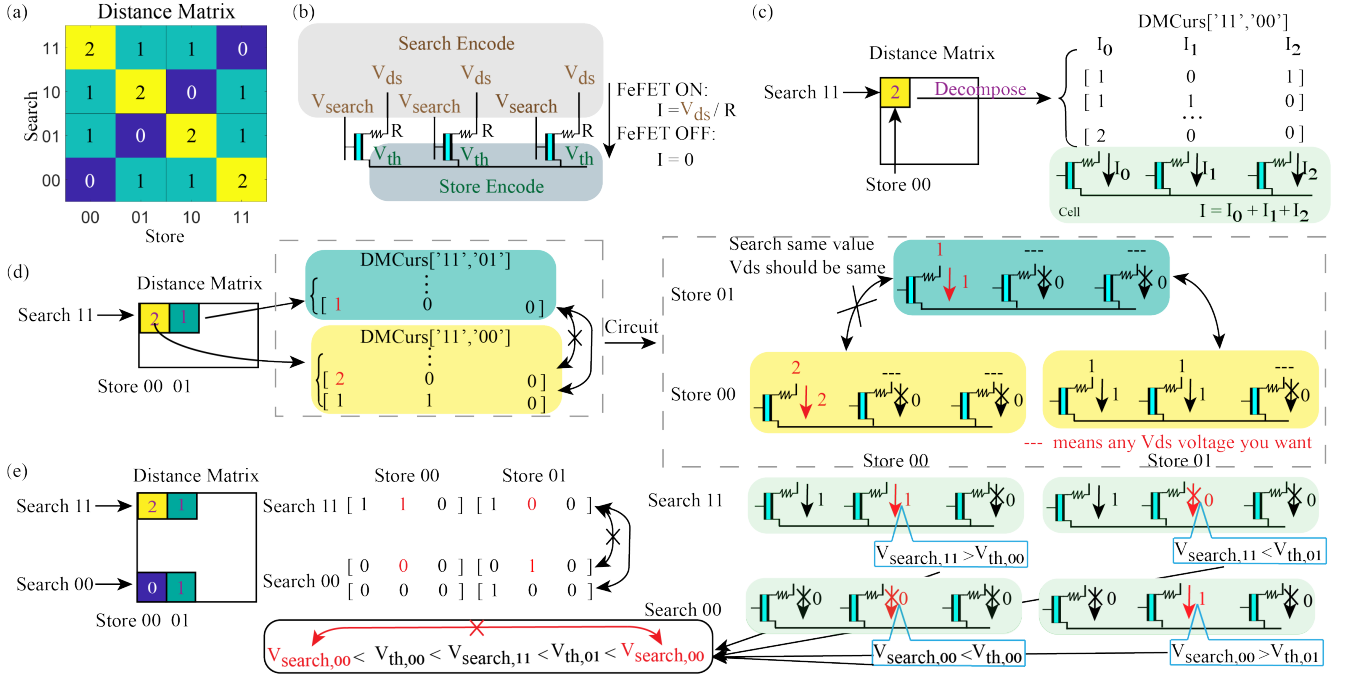 (a)
Distance Matrix
Search
11
2 1 1 0
10
1 2 0 1
01
1 0 2 1
00
0 1 1 2
00 01 10 11
Store
(b)
Search Encode
Vds Vds Vds
Vsearch Vsearch Vsearch
R R R
Vth Vth Vth
Store Encode
FeFET ON:
I =Vds/ R
FeFET OFF:
I = 0
(c)
Distance Matrix
Search 11
2
Store 00
Decompose
DMCurs['11','00']
I0 I1 I2
[ 1 0 1 ]
[ 1 1 0 ]
...
[ 2 0 0 ]
I0 I1 I2
Cell
I = I0 + I1 + I2
(d)
Distance Matrix
Search 11
2 1
Store 00 01
DMCurs['11','01']
[ 1 0 0 ]
DMCurs['11','00']
[ 2 0 0 ]
[ 1 1 0 ]
Circuit
Search same value
Vds should be same
Store 01
1 --- ---
1 0 0
Store 00
2 --- ---
2 0 0
1 1 ---
1 1 0
--- means any Vds voltage you want
(e)
Distance Matrix
Search 11
2 1
Search 00
0 1
Store 00 01
Store 00 Store 01
Search 11 [ 1 1 0 ] [ 1 0 0 ]
Search 00 [ 0 0 0 ] [ 0 1 0 ]
[ 0 0 0 ] [ 1 0 0 ]
Vsearch,00 < Vth,00 < Vsearch,11 < Vth,01 < Vsearch,00
Store 00 Store 01
Search 11
1 1 0
1 0 0
Vsearch,11 >Vth,00
Vsearch,11 <Vth,01
Search 00
0 0 0
0 1 0
Vsearch,00 <Vth,00
Vsearch,00 >Vth,01